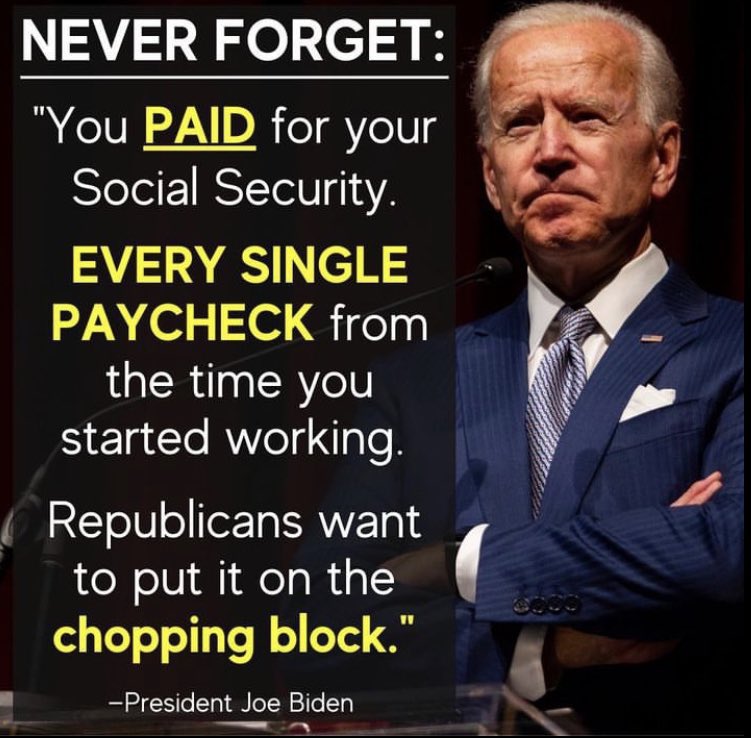 NEVER FORGET:
"You PAID for your
Social Security.
EVERY SINGLE
PAYCHECK from
the time you
started working.
Republicans want
to put it on the
chopping block."
–President Joe Biden